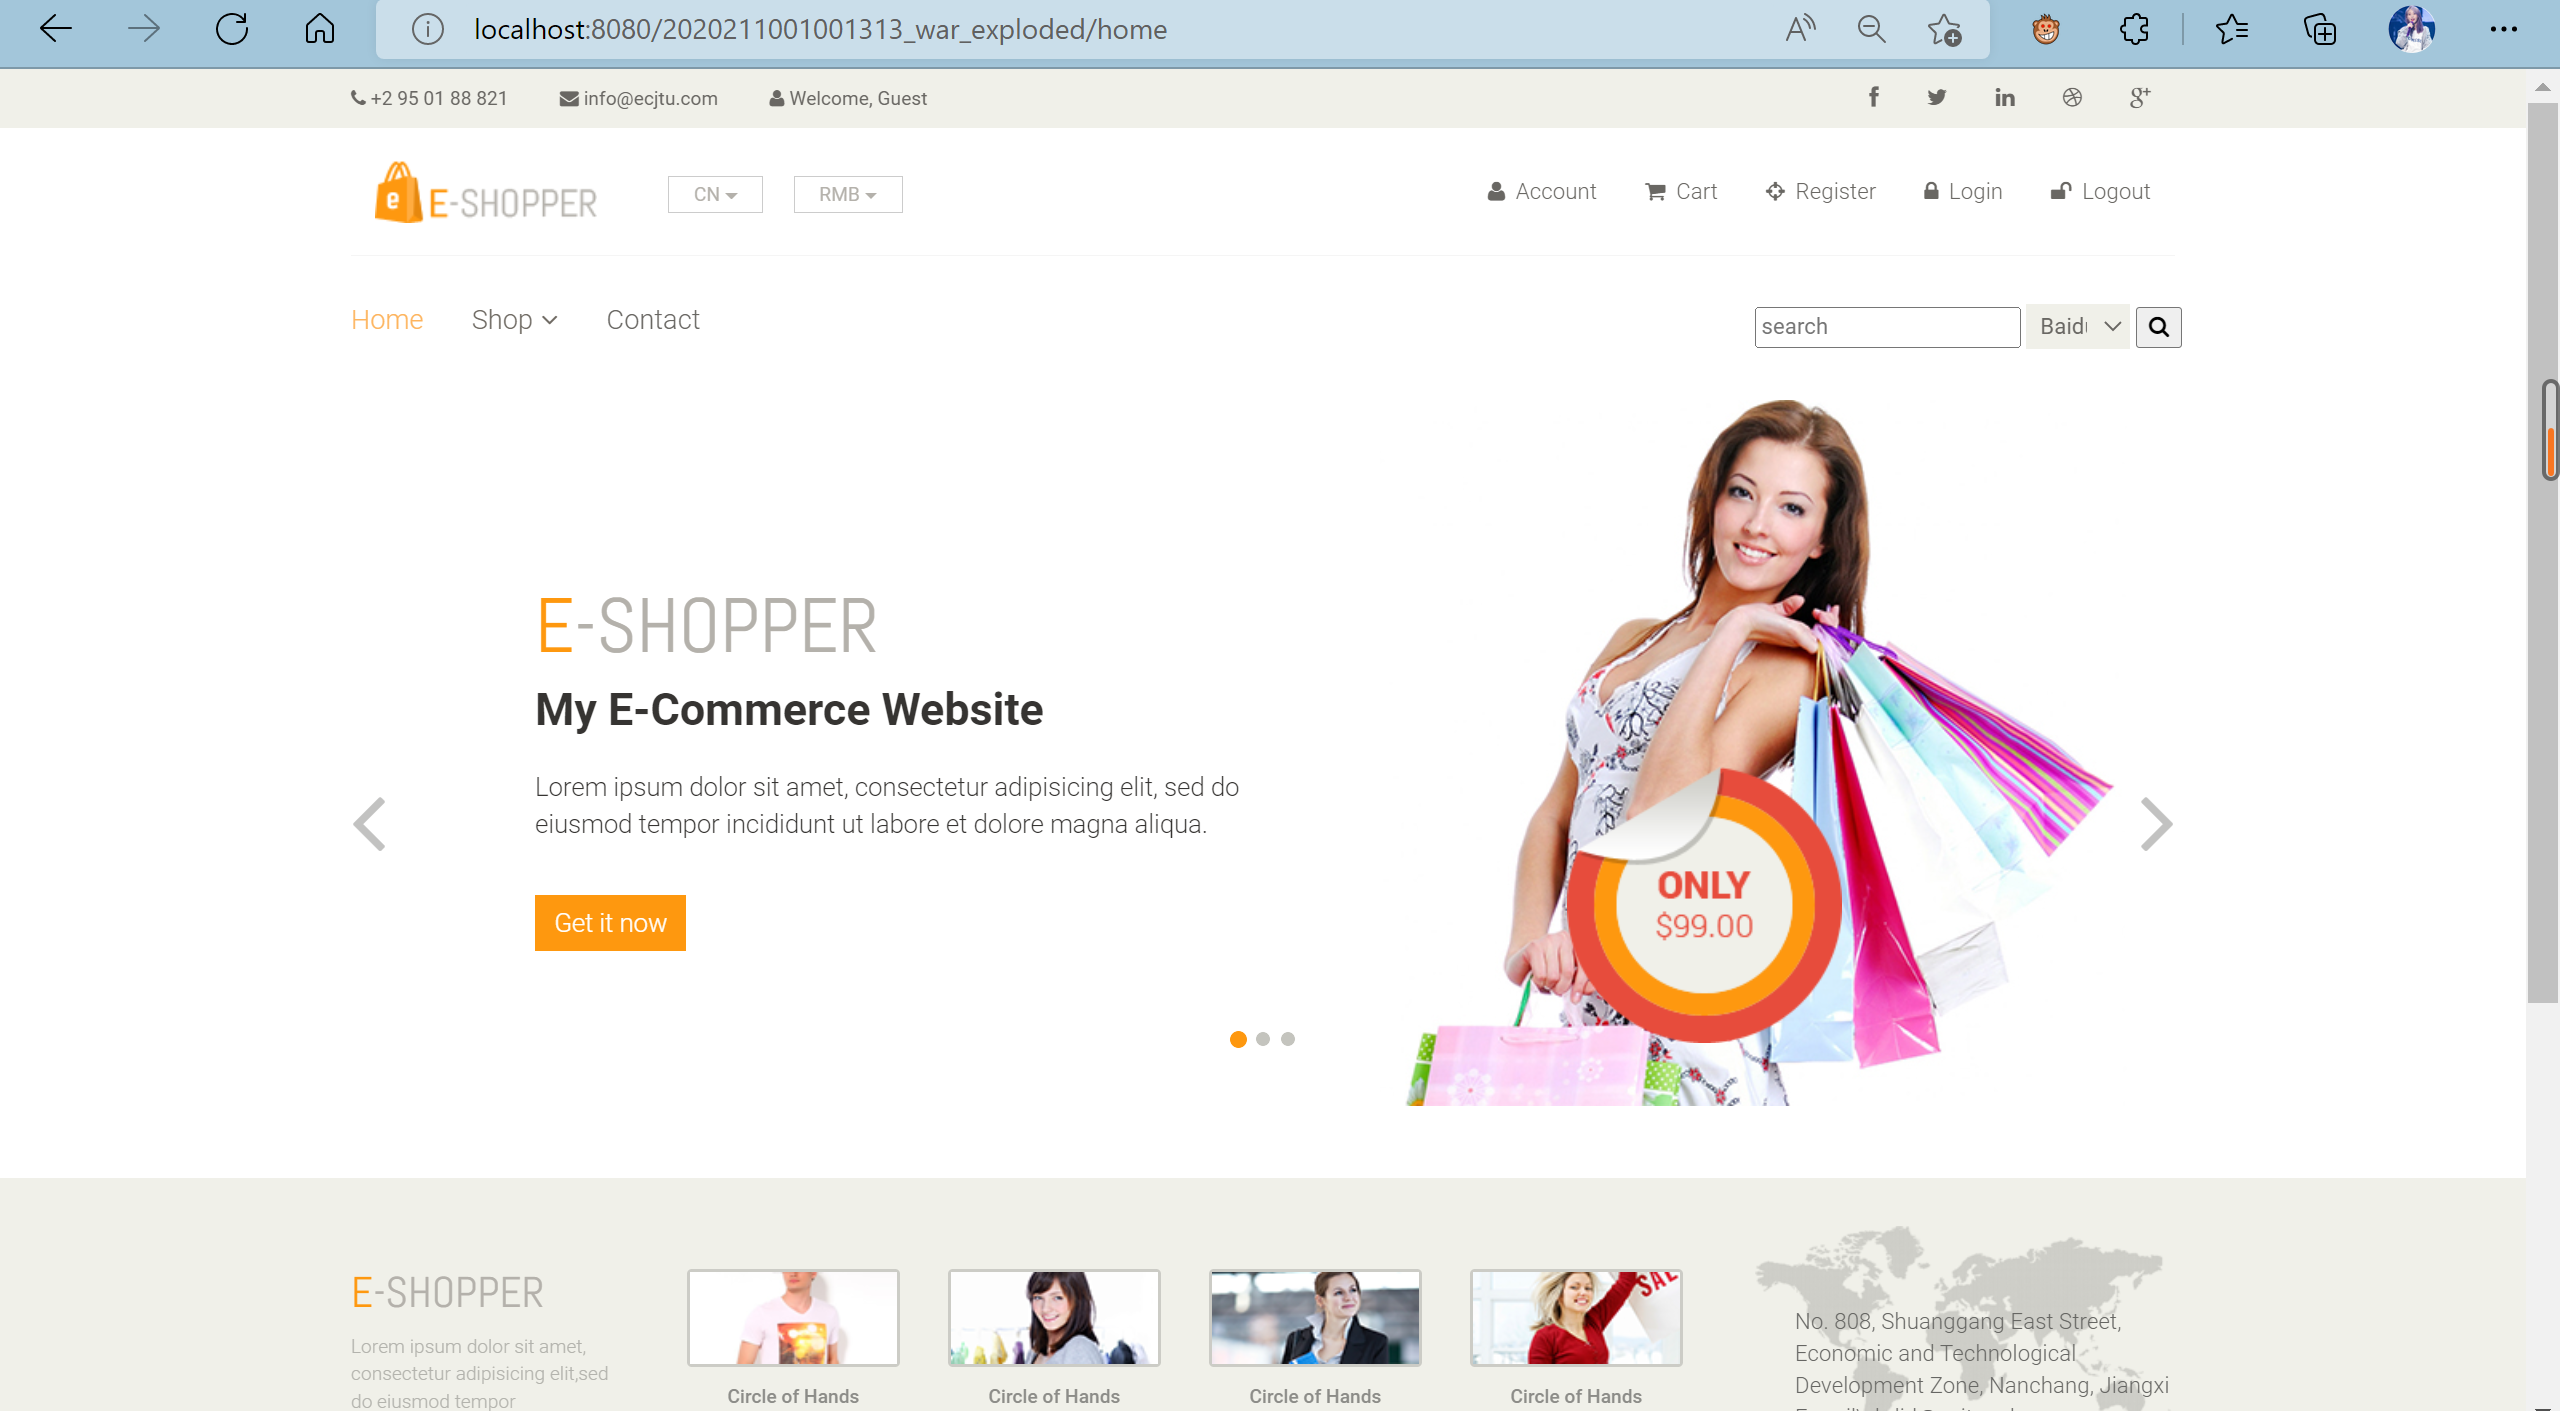 localhost:8080/2020211001001313_war_exploded/home
+2 95 01 88 821 info@ecjtu.com Welcome, Guest
E-SHOPPER CN RMB Account Cart Register Login Logout
Home Shop Contact search Baidu
E-SHOPPER
My E-Commerce Website
Lorem ipsum dolor sit amet, consectetur adipisicing elit, sed do
eiusmod tempor incididunt ut labore et dolore magna aliqua.
Get it now
ONLY
$99.00
E-SHOPPER
Lorem ipsum dolor sit amet,
consectetur adipisicing elit,sed
do eiusmod tempor
SALE
Circle of Hands Circle of Hands Circle of Hands Circle of Hands
No. 808, Shuanggang East Street,
Economic and Technological
Development Zone, Nanchang, Jiangxi